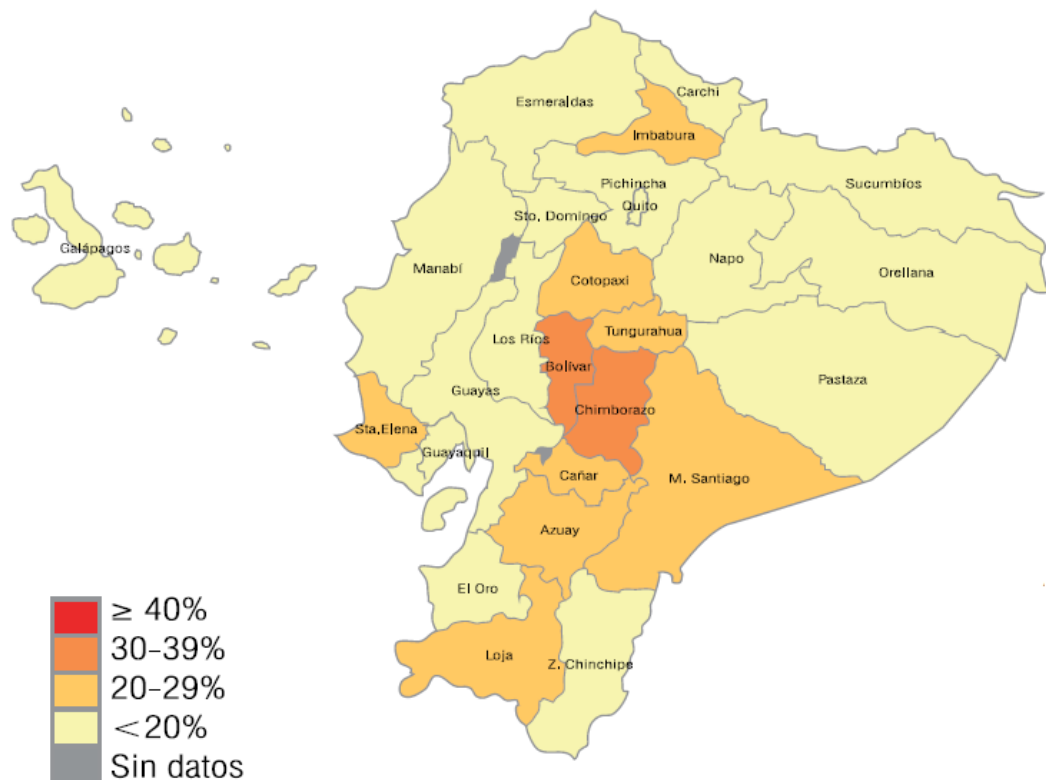 Esmeraldas
Carchi
Imbabura
Pichincha
Quito
Sucumbíos
Sto. Domingo
Galápagos
Manabí
Napo
Orellana
Cotopaxi
Los Ríos
Tungurahua
Bolívar
Guayas
Pastaza
Chimborazo
Sta.Elena
Guayaquil
Cañar
M. Santiago
Azuay
El Oro
Loja
Z. Chinchipe
≥ 40%
30-39%
20-29%
<20%
Sin datos